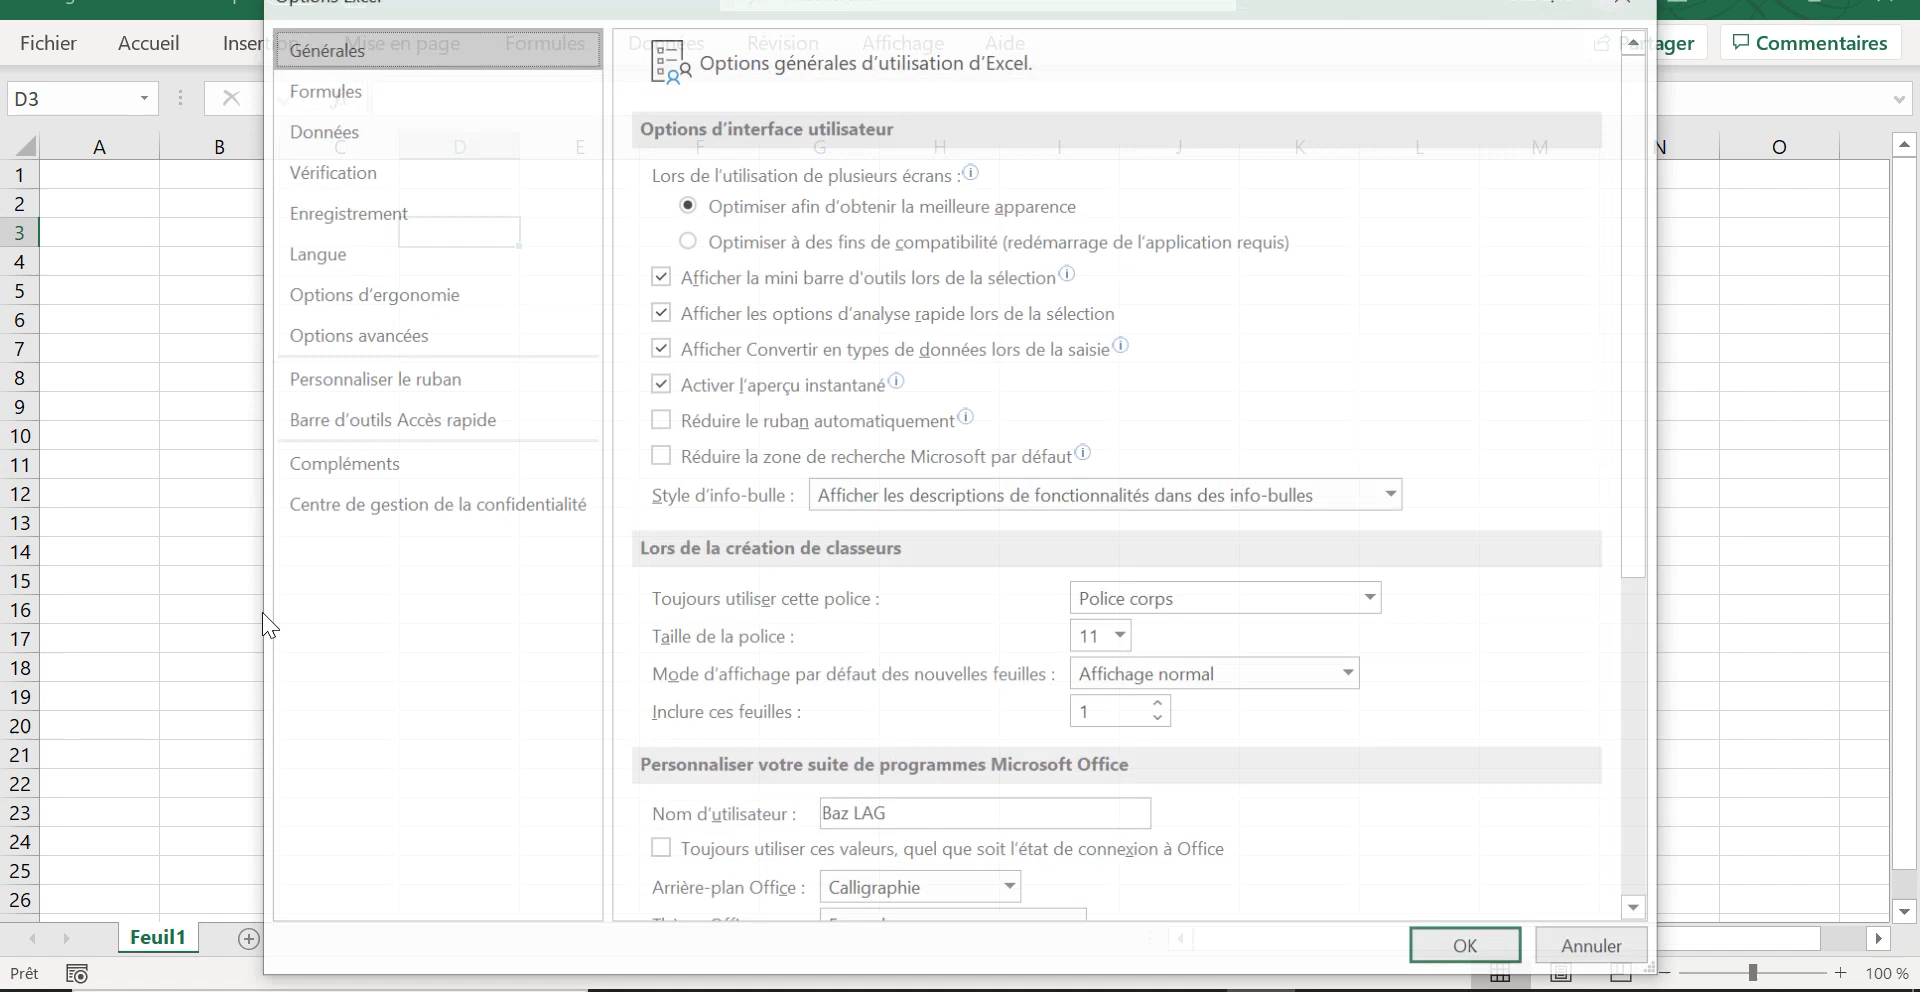 Options Excel
Fichier
Accueil
Insertion
Mise en page
Formules
Données
Révision
Affichage
Aide
Commentaires
D3
A
B
C
D
E
F
G
H
I
J
K
L
M
N
O
1
2
3
4
5
6
7
8
9
10
11
12
13
14
15
16
17
18
19
20
21
22
23
24
25
26
Générales
Formules
Données
Vérification
Enregistrement
Langue
Options d'ergonomie
Options avancées
Personnaliser le ruban
Barre d'outils Accès rapide
Compléments
Centre de gestion de la confidentialité
Options générales d'utilisation d'Excel.
Options d'interface utilisateur
Lors de l'utilisation de plusieurs écrans :
Optimiser afin d'obtenir la meilleure apparence
Optimiser à des fins de compatibilité (redémarrage de l'application requis)
Afficher la mini barre d'outils lors de la sélection
Afficher les options d'analyse rapide lors de la sélection
Afficher Convertir en types de données lors de la saisie
Activer l'aperçu instantané
Réduire le ruban automatiquement
Réduire la zone de recherche Microsoft par défaut
Style d'info-bulle : Afficher les descriptions de fonctionnalités dans des info-bulles
Lors de la création de classeurs
Toujours utiliser cette police : Police corps
Taille de la police : 11
Mode d'affichage par défaut des nouvelles feuilles : Affichage normal
Inclure ces feuilles : 1
Personnaliser votre suite de programmes Microsoft Office
Nom d'utilisateur : Baz LAG
Toujours utiliser ces valeurs, quel que soit l'état de connexion à Office
Arrière-plan Office : Calligraphie
OK
Annuler
Feuil1
Prêt
100 %